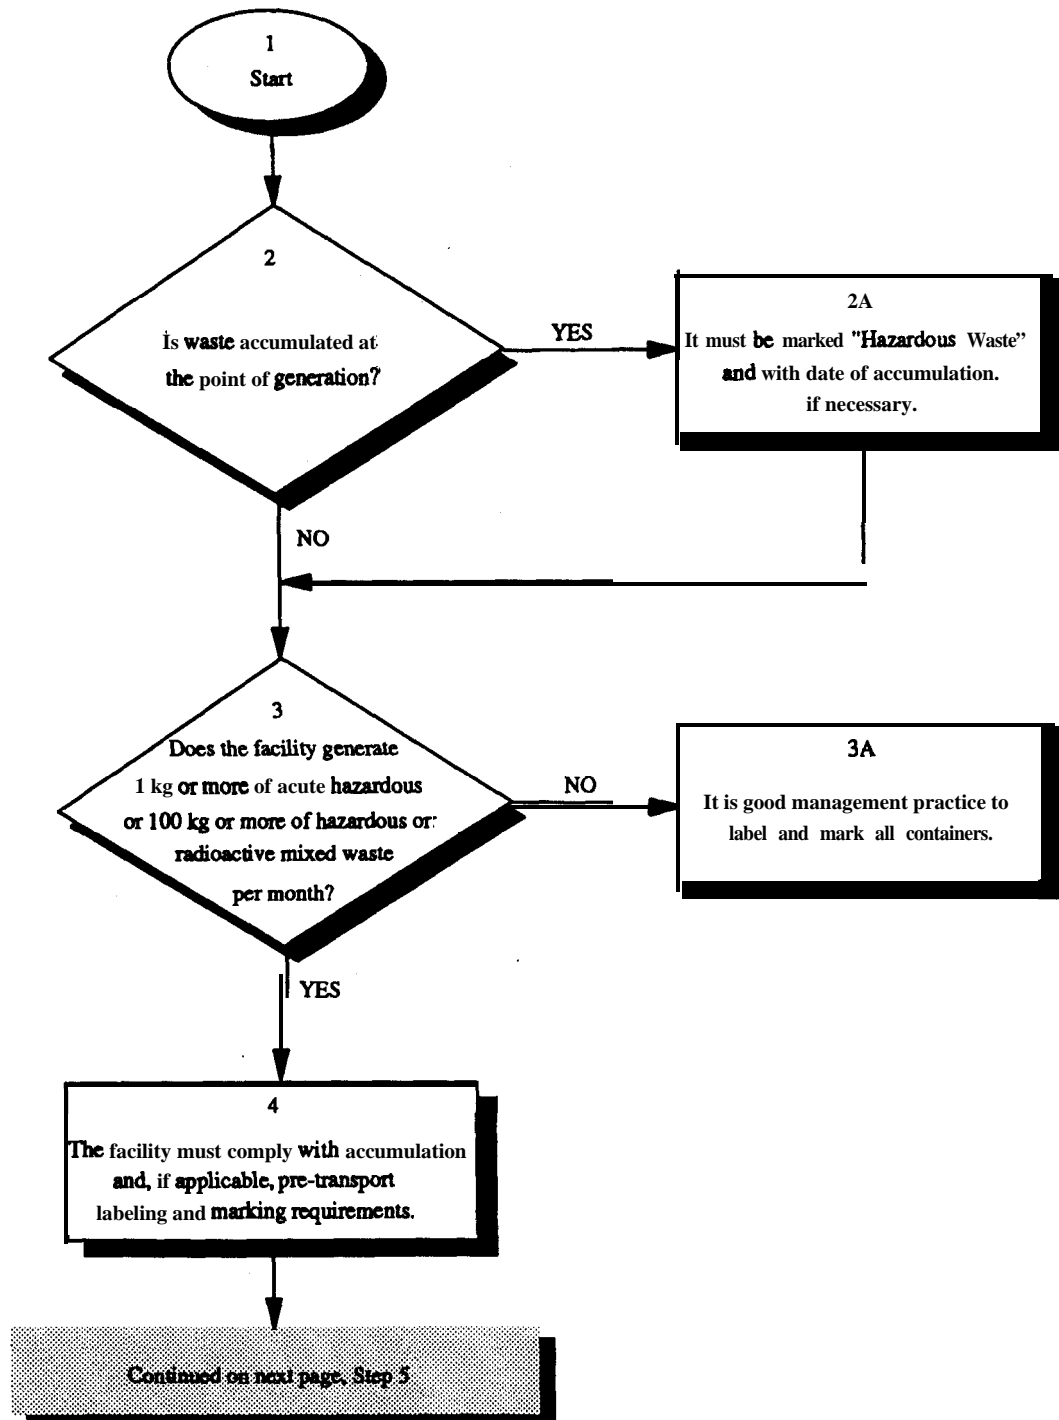 1
Start
2
Is waste accumulated at
the point of generation?
YES
2A
It must be marked "Hazardous Waste”
and with date of accumulation.
if necessary.
NO
3
Does the facility generate
1 kg or more of acute hazardous
or 100 kg or more of hazardous or
radioactive mixed waste
per month?
NO
3A
It is good management practice to
label and mark all containers.
YES
4
The facility must comply with accumulation
and, if applicable, pre-transport
labeling and marking requirements.
Continued on next page, Step 5